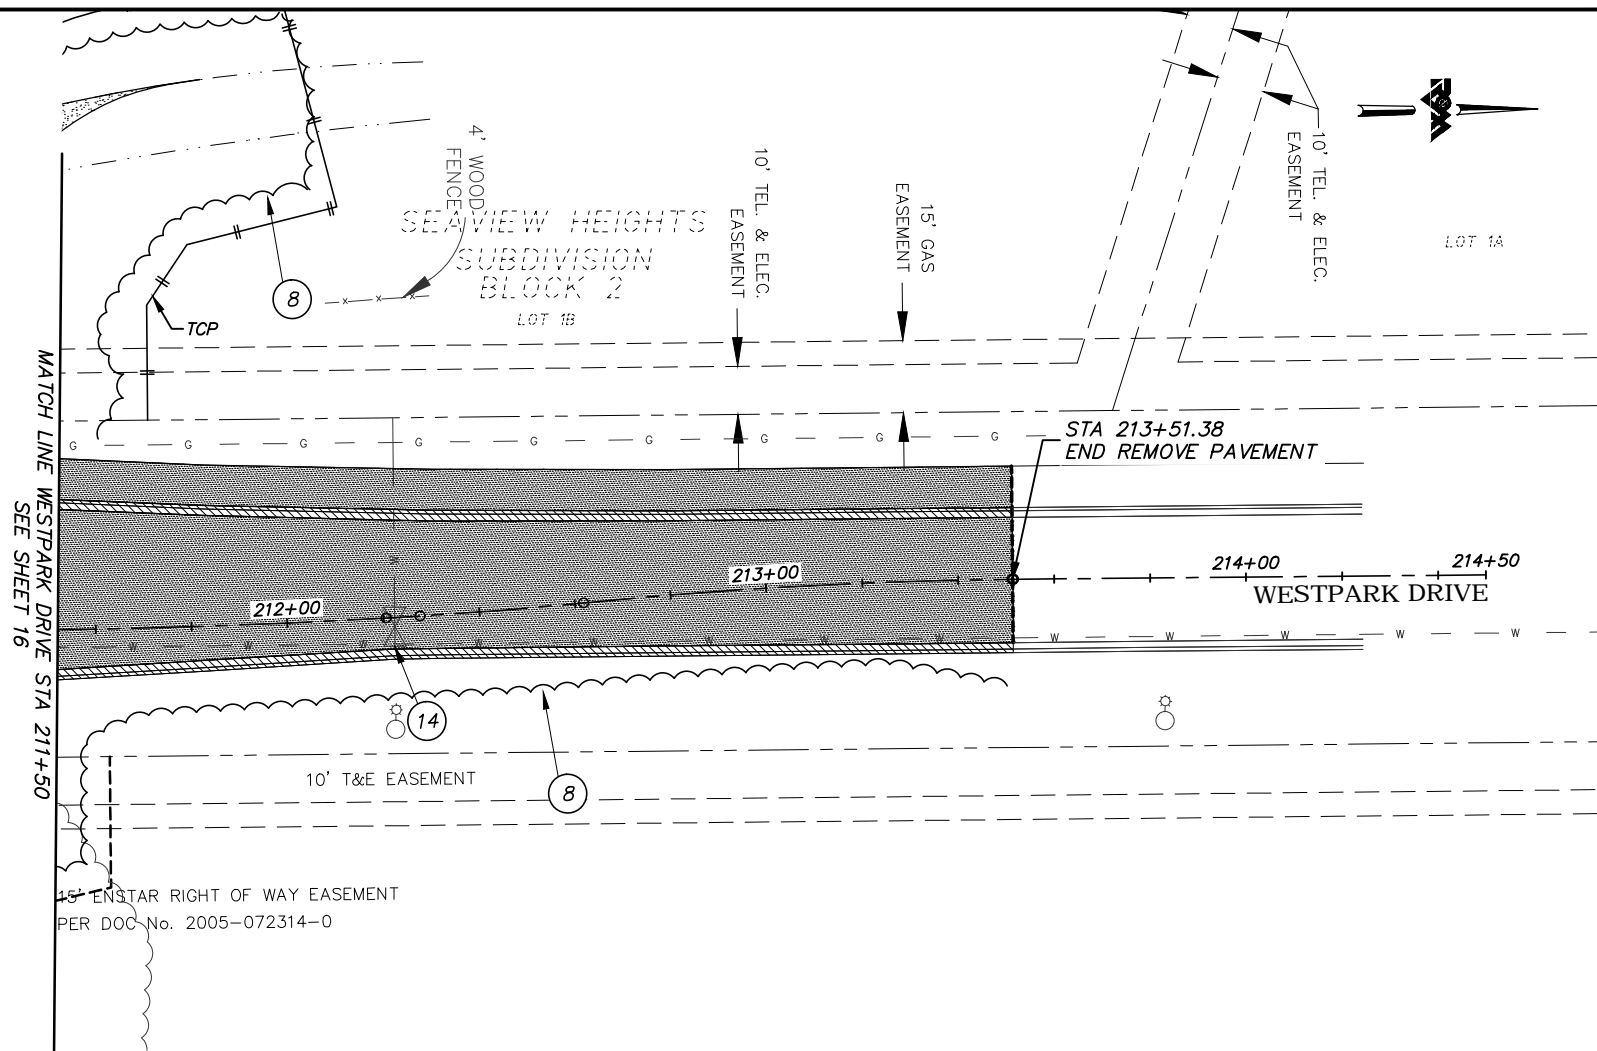 4' WOOD
FENCE
10' TEL. & ELEC.
EASEMENT
15' GAS
EASEMENT
10' TEL. & ELEC.
EASEMENT
LOT 1A
SEAVIEW HEIGHTS
SUBDIVISION
BLOCK 2
LOT 1B
8
TCP
MATCH LINE WESTPARK DRIVE STA 211+50
SEE SHEET 16
G G G G G G G G G
STA 213+51.38
END REMOVE PAVEMENT
W
212+00
213+00
214+00
214+50
WESTPARK DRIVE
W W W W W W W W W W W W W
14
10' T&E EASEMENT
8
15' ENSTAR RIGHT OF WAY EASEMENT
PER DOC No. 2005-072314-0